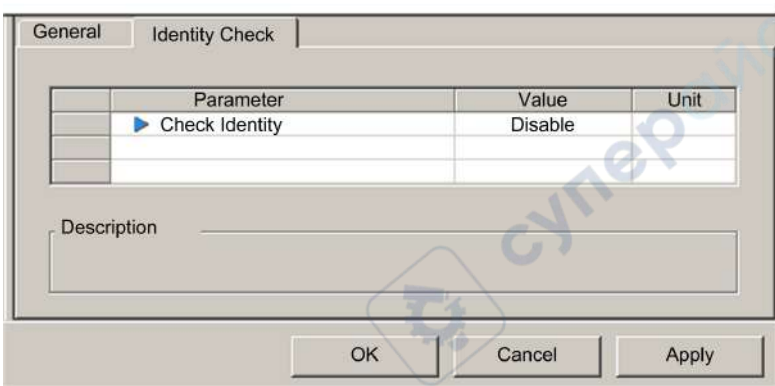 General Identity Check
Parameter Value Unit
Check Identity Disable
Description
OK Cancel Apply